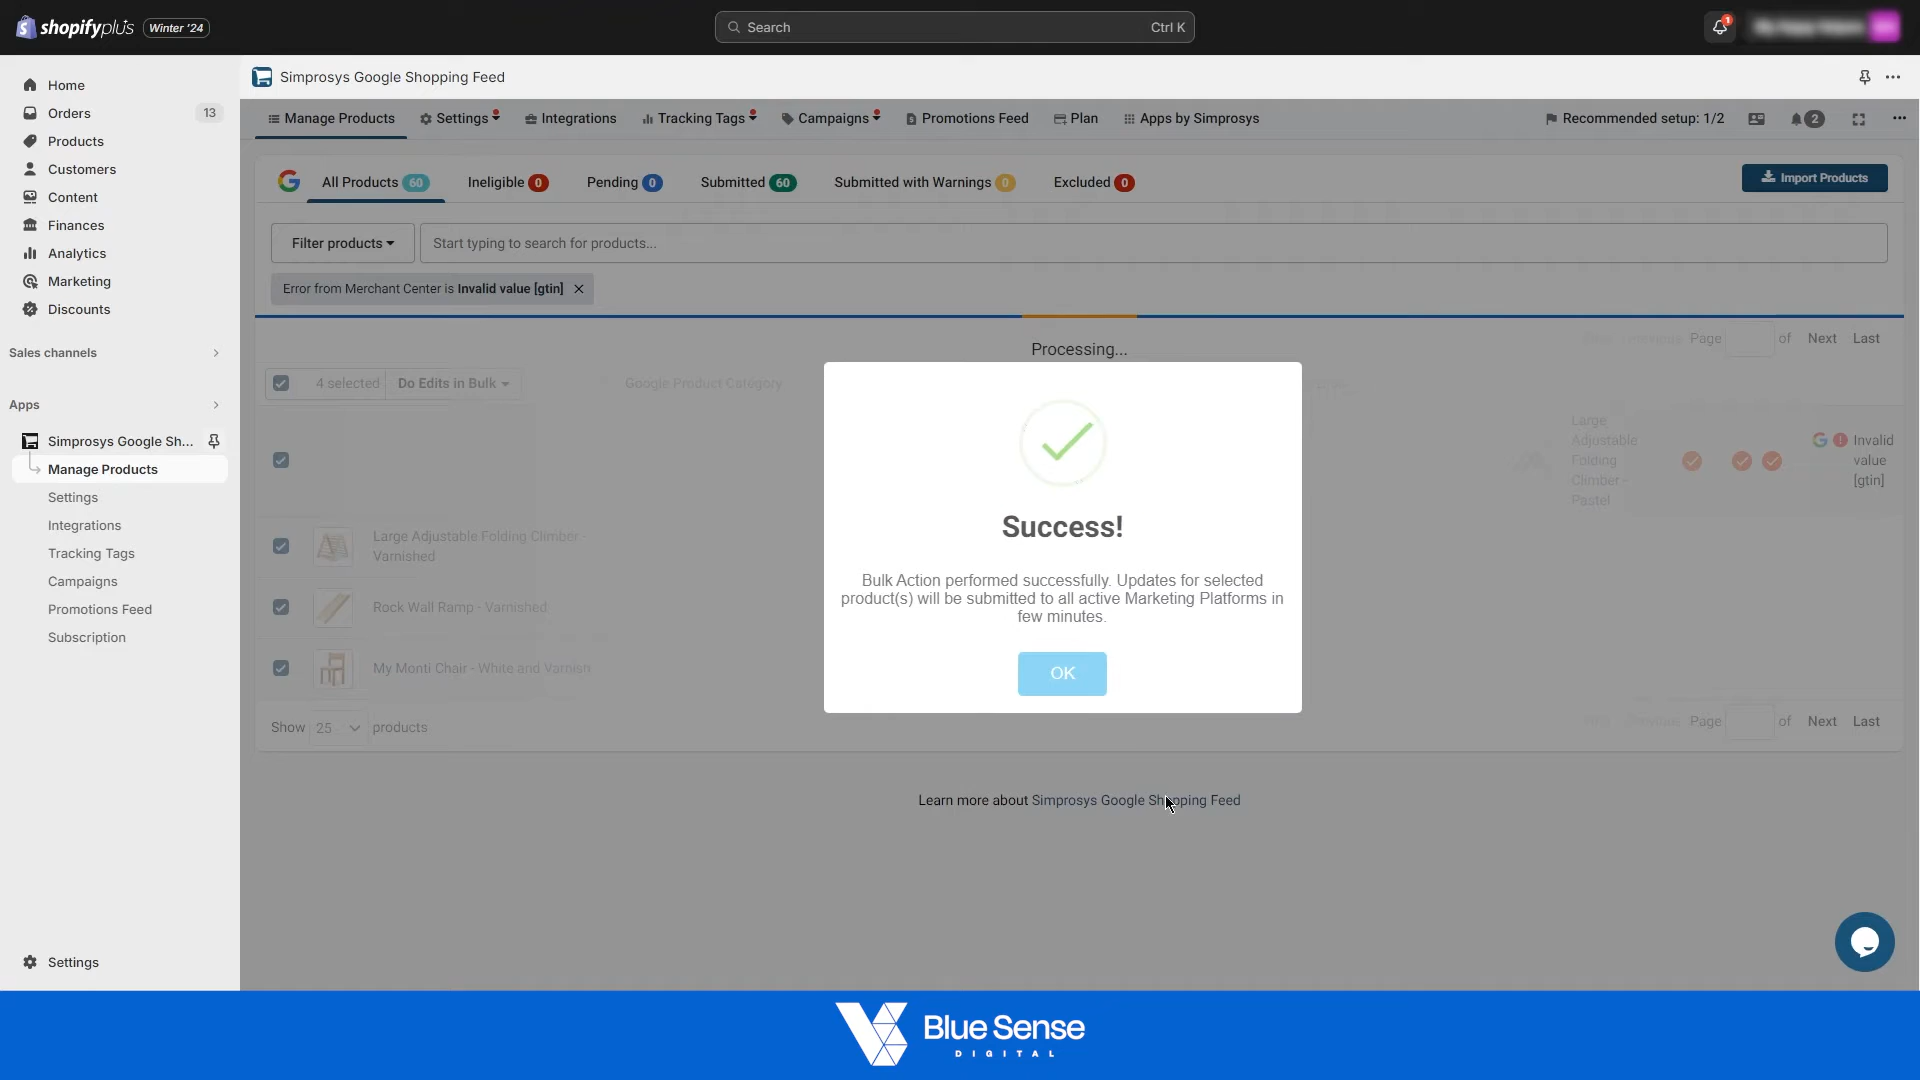 shopifyplus Winter '24
Search Ctrl K
1
Home
Orders 13
Products
Customers
Content
Finances
Analytics
Marketing
Discounts
Sales channels
Apps
Simprosys Google Sh...
Manage Products
Settings
Integrations
Tracking Tags
Campaigns
Promotions Feed
Subscription
Settings
Simprosys Google Shopping Feed
Manage Products Settings Integrations Tracking Tags Campaigns Promotions Feed Plan Apps by Simprosys Recommended setup: 1/2 2
All Products 60 Ineligible 0 Pending 0 Submitted 60 Submitted with Warnings 0 Excluded 0 Import Products
Filter products Start typing to search for products...
Error from Merchant Center is Invalid value [gtin]
Previous Page of Next Last
Processing...
4 selected Do Edits in Bulk Google Product Category
Large
Adjustable
Folding
Climber -
Pastel
Invalid
value
[gtin]
Large Adjustable Folding Climber -
Varnished
Rock Wall Ramp - Varnished
My Monti Chair - White and Varnish
Show 25 products
Previous Page of Next Last
Success!
Bulk Action performed successfully. Updates for selected
product(s) will be submitted to all active Marketing Platforms in
few minutes.
OK
Learn more about Simprosys Google Shopping Feed
Blue Sense
DIGITAL